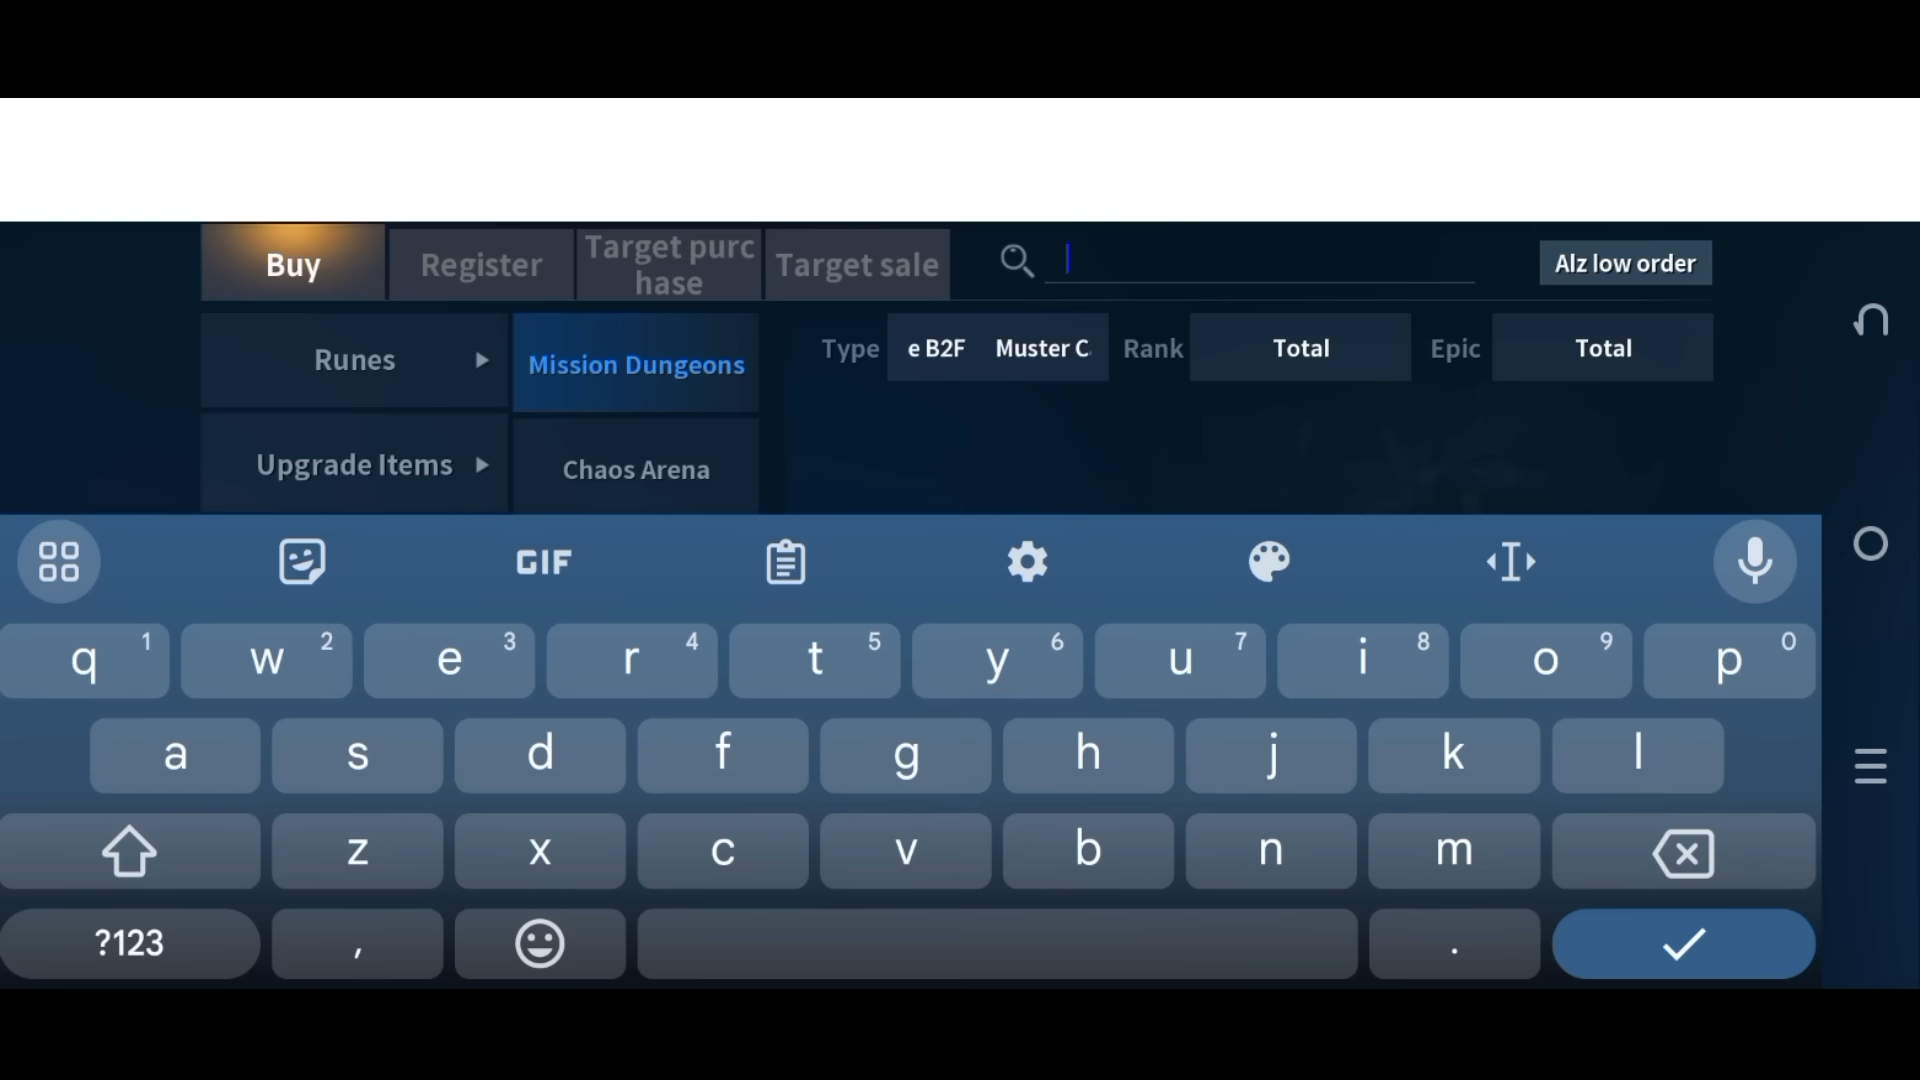 Buy
Register
Target purc
hase
Target sale
Alz low order
Runes
Mission Dungeons
Type
e B2F Muster C
Rank
Total
Epic
Total
Upgrade Items
Chaos Arena
GIF
q 1 w 2 e 3 r 4 t 5 y 6 u 7 i 8 o 9 p 0
a s d f g h j k l
z x c v b n m
?123 , .